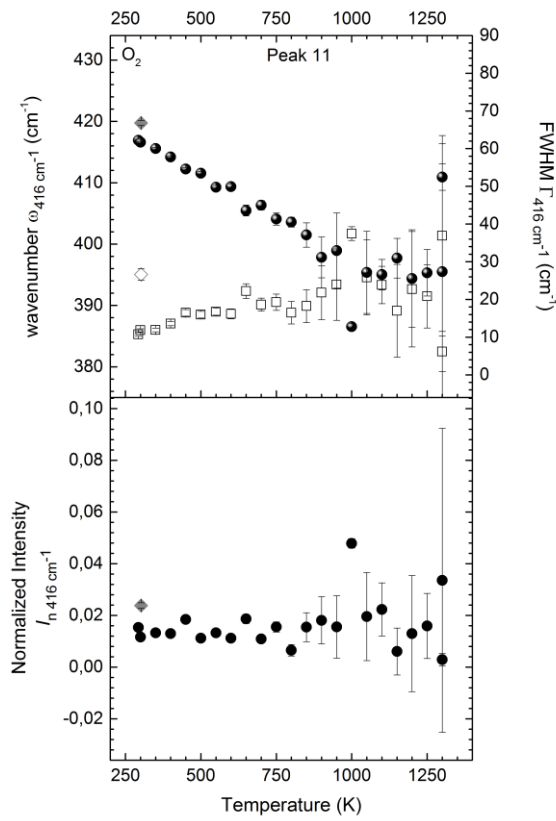 250 500 750 1000 1250
O2 Peak 11
430
420
410
400
390
380
wavenumber ω416 cm-1 (cm-1)
90
80
70
60
50
40
30
20
10
0
FWHM Γ416 cm-1 (cm-1)
0,10
0,08
0,06
0,04
0,02
0,00
-0,02
Normalized Intensity
In 416 cm-1
250 500 750 1000 1250
Temperature (K)